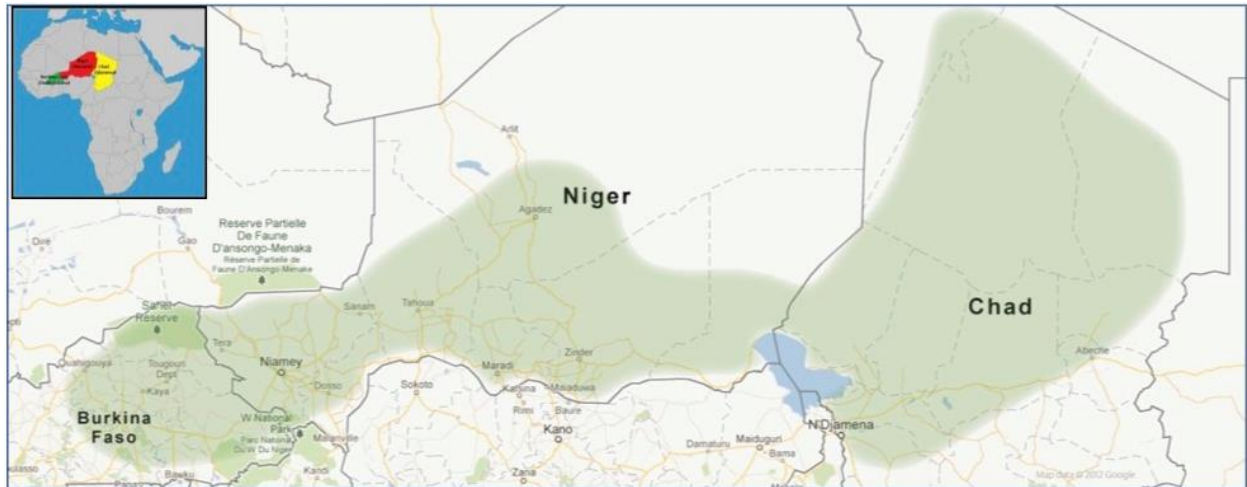 Arlit
Niger
Agadez
Bourem
Reserve Partielle
De Faune
D'ansongo-Menaka
Réserve Partielle de
Faune D'Ansongo-Menake
Dire
Gao
Chad
Sahel
Reserve
Sanam
Tahoua
Tera
Ouahigouya
Tougouri
Dept
Kaya
Niamey
Dosso
Maradi
Zinder
Abeche
Sokoto
Katsina
Maiaduwa
Rimi
Baure
Burkina
Faso
W National
Park
Parc National
Du W Du Niger
Malanville
Kandi
Kano
Zaria
Damaturu
Maiduguri
Bama
N'Djamena
Bawku
Map data © 2012 Google